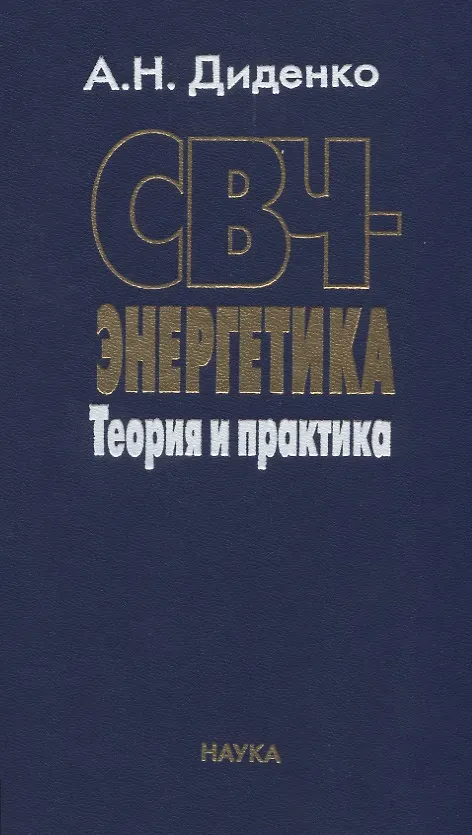 А.Н. Диденко
СВЧ-
ЭНЕРГЕТИКА
Теория и практика
НАУКА